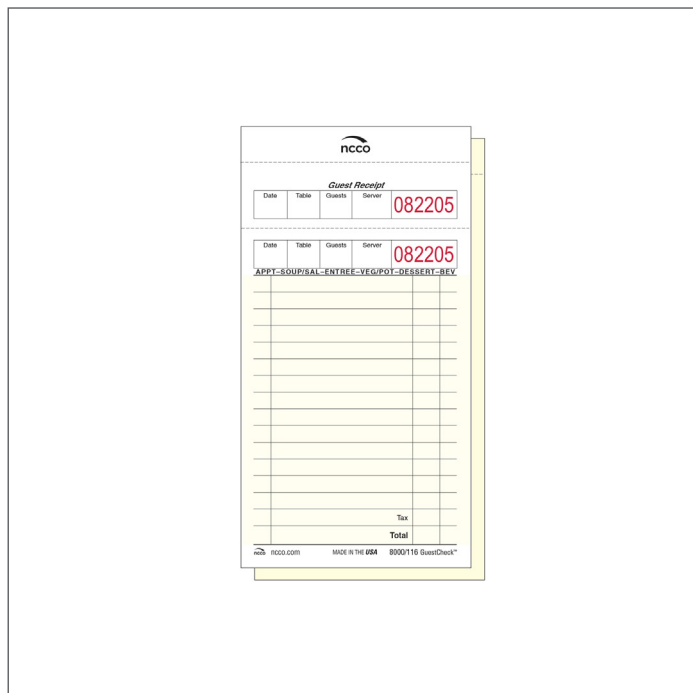 ncco
Guest Receipt
Date Table Guests Server 082205
Date Table Guests Server 082205
APPT–SOUP/SAL–ENTREE–VEG/POT–DESSERT–BEV
Tax
Total
ncco ncco.com MADE IN THE USA 8000/116 GuestCheck™